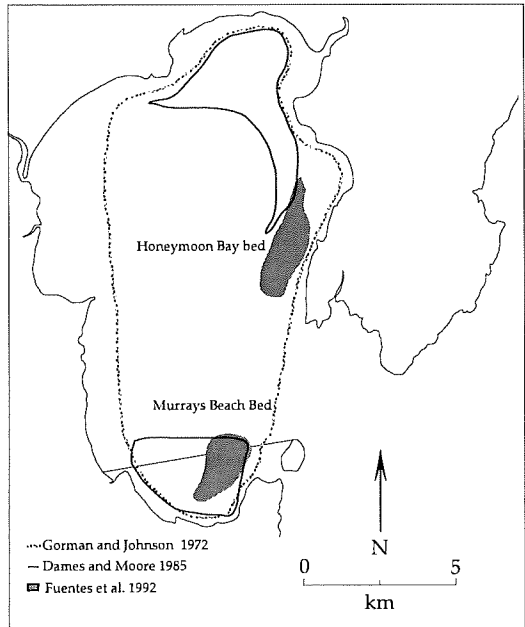 Honeymoon Bay bed
Murrays Beach Bed
Gorman and Johnson 1972
Dames and Moore 1985
Fuentes et al. 1992
N
0 5
km